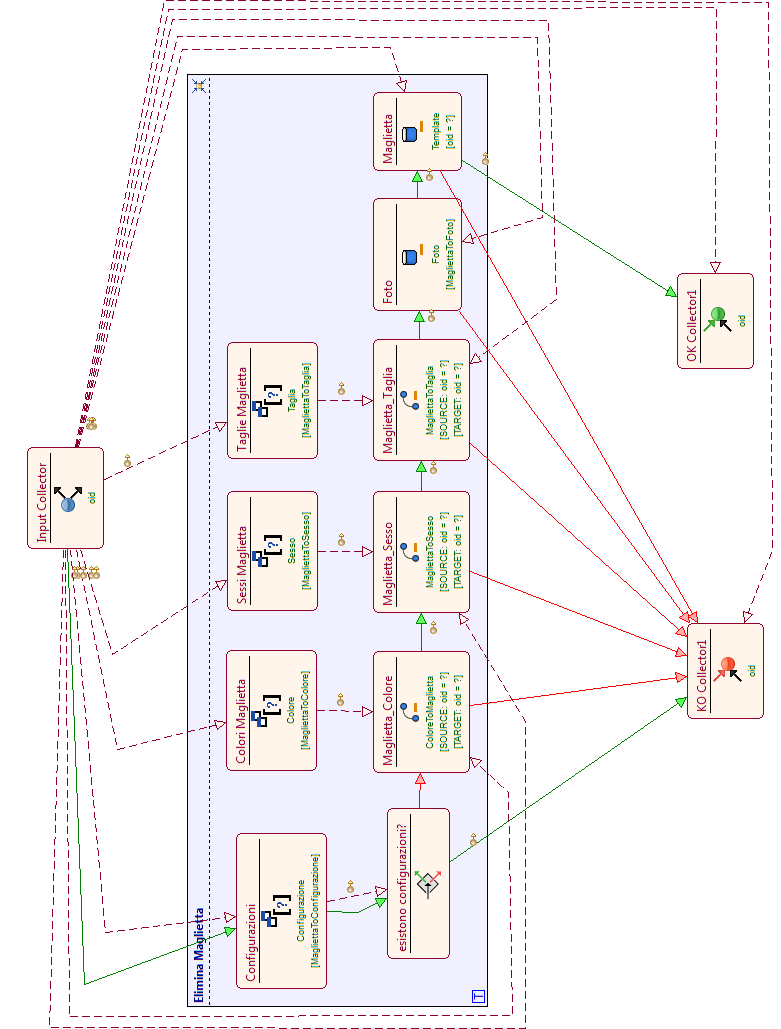 Input Collector
oid
Elimina Maglietta
Configurazioni
Configurazione
[MagliettaToConfigurazione]
Colori Maglietta
Colore
[MagliettaToColore]
Sessi Maglietta
Sesso
[MagliettaToSesso]
Taglie Maglietta
Taglia
[MagliettaToTaglia]
esistono configurazioni?
Maglietta_Colore
ColoreToMaglietta
[SOURCE: oid = ?]
[TARGET: oid = ?]
Maglietta_Sesso
MagliettaToSesso
[SOURCE: oid = ?]
[TARGET: oid = ?]
Maglietta_Taglia
MagliettaToTaglia
[SOURCE: oid = ?]
[TARGET: oid = ?]
Foto
Foto
[MagliettaToFoto]
Maglietta
Template
[oid = ?]
T
KO Collector1
oid
OK Collector1
oid